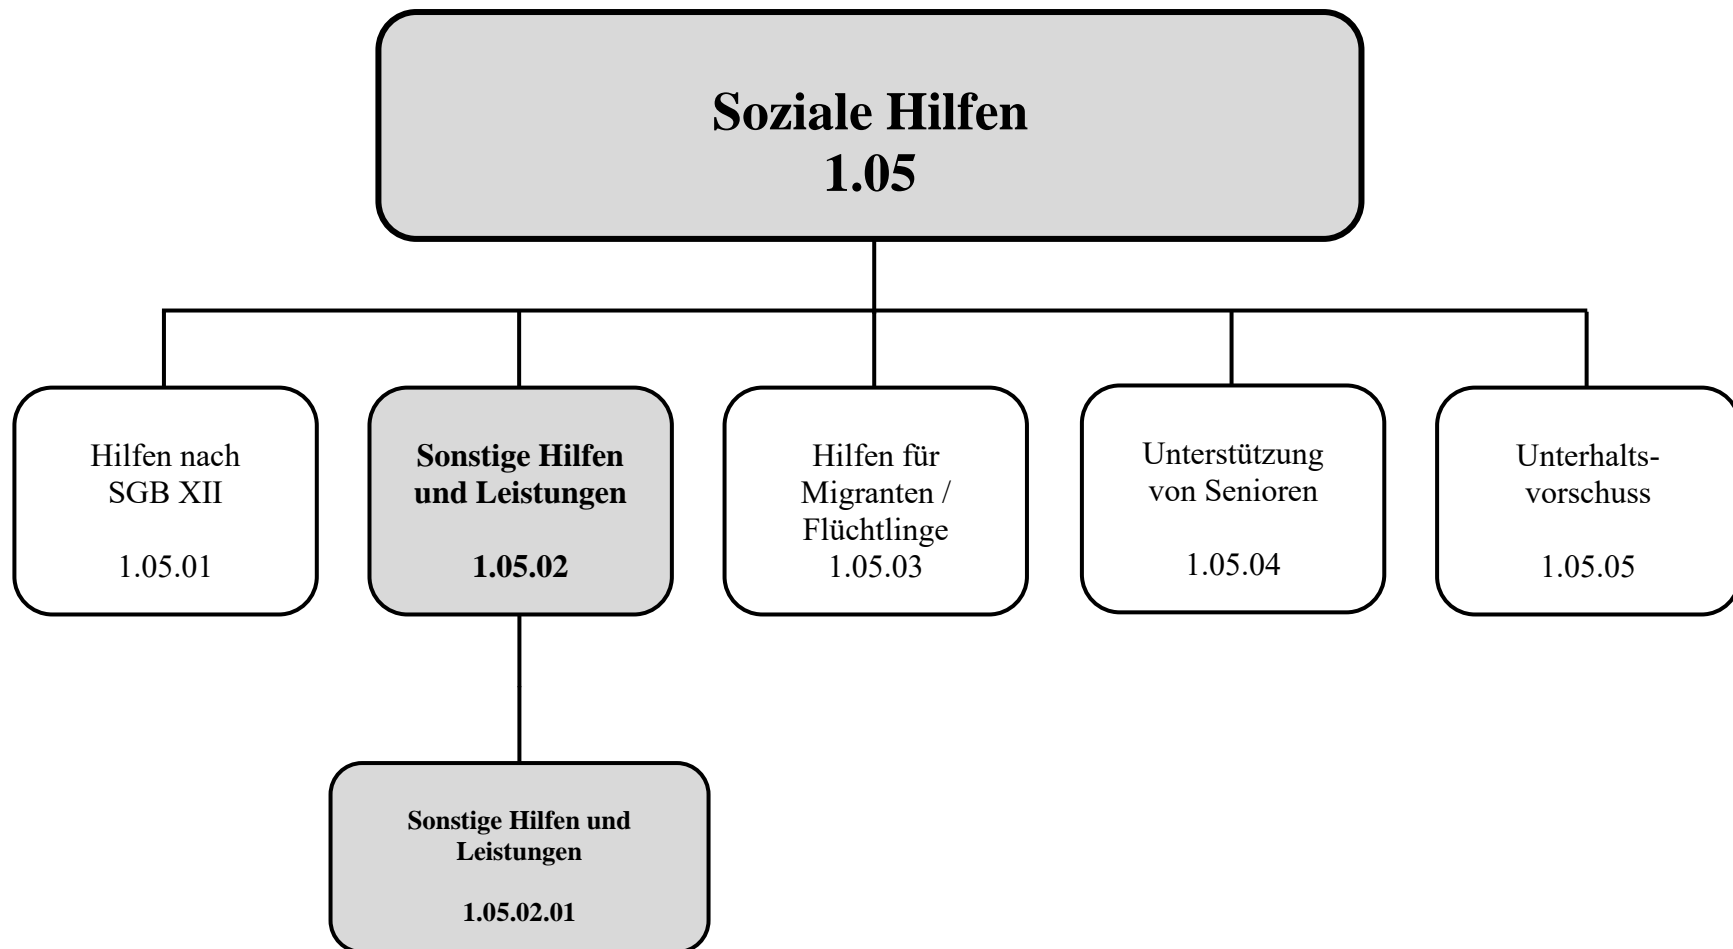 Soziale Hilfen
1.05
Hilfen nach
SGB XII
1.05.01
Sonstige Hilfen
und Leistungen
1.05.02
Hilfen für
Migranten /
Flüchtlinge
1.05.03
Unterstützung
von Senioren
1.05.04
Unterhalts-
vorschuss
1.05.05
Sonstige Hilfen und
Leistungen
1.05.02.01